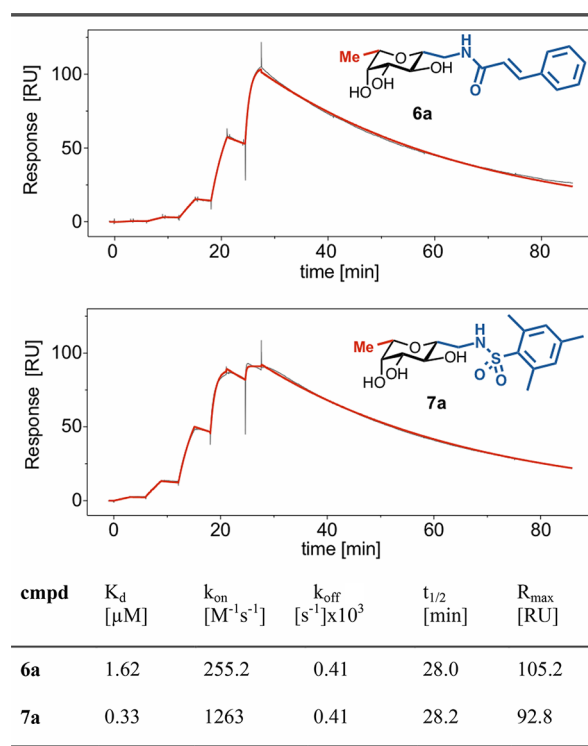 Response [RU]
100
50
0
0
20
40
60
80
time [min]
Me
O
OH
HO
OH
H
N
O
6a
Response [RU]
100
50
0
0
20
40
60
80
time [min]
Me
O
OH
HO
OH
H
N
S
O
O
7a
cmpd K_d k_on k_off t_1/2 R_max
[µM] [M⁻¹s⁻¹] [s⁻¹]x10³ [min] [RU]
6a 1.62 255.2 0.41 28.0 105.2
7a 0.33 1263 0.41 28.2 92.8